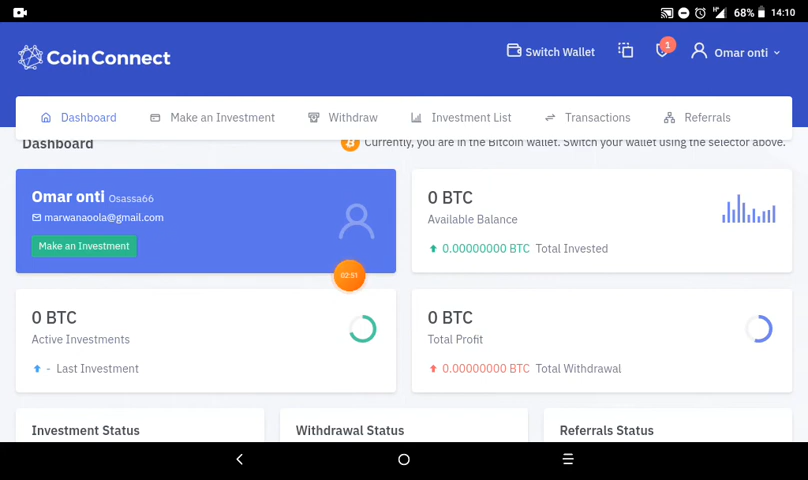 68% 14:10
CoinConnect
Switch Wallet
1
Omar onti
Dashboard
Make an Investment
Withdraw
Investment List
Transactions
Referrals
Dashboard
Currently, you are in the Bitcoin wallet. Switch your wallet using the selector above.
Omar onti Osassa66
marwanaoola@gmail.com
Make an Investment
02:51
0 BTC
Available Balance
0.00000000 BTC Total Invested
0 BTC
Active Investments
- Last Investment
0 BTC
Total Profit
0.00000000 BTC Total Withdrawal
Investment Status
Withdrawal Status
Referrals Status